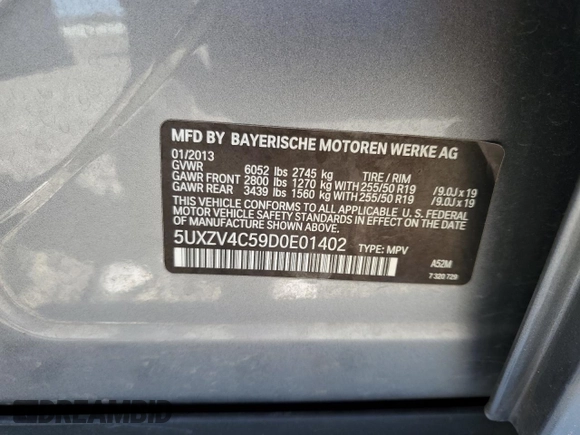 MFD BY BAYERISCHE MOTOREN WERKE AG
01/2013
GVWR 6052 lbs 2745 kg TIRE / RIM
GAWR FRONT 2800 lbs 1270 kg WITH 255/50 R19 /9.0J x 19
GAWR REAR 3439 lbs 1560 kg WITH 255/50 R19 /9.0J x 19
THIS VEHICLE CONFORMS TO ALL APPLICABLE U.S. FEDERAL
MOTOR VEHICLE SAFETY STANDARDS IN EFFECT ON THE DATE
OF MANUFACTURE SHOWN ABOVE.
5UXZV4C59D0E01402 TYPE: MPV
A52M
7 320 729
DREAMBID